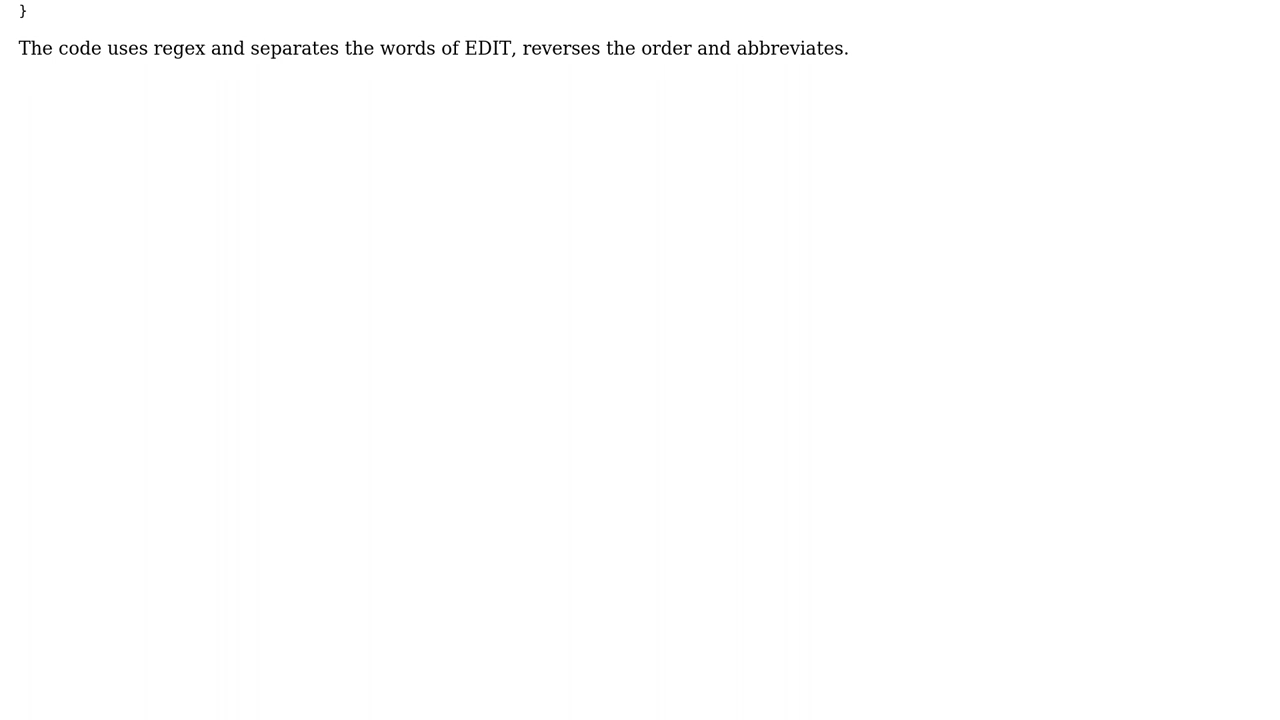 }
The code uses regex and separates the words of EDIT, reverses the order and abbreviates.